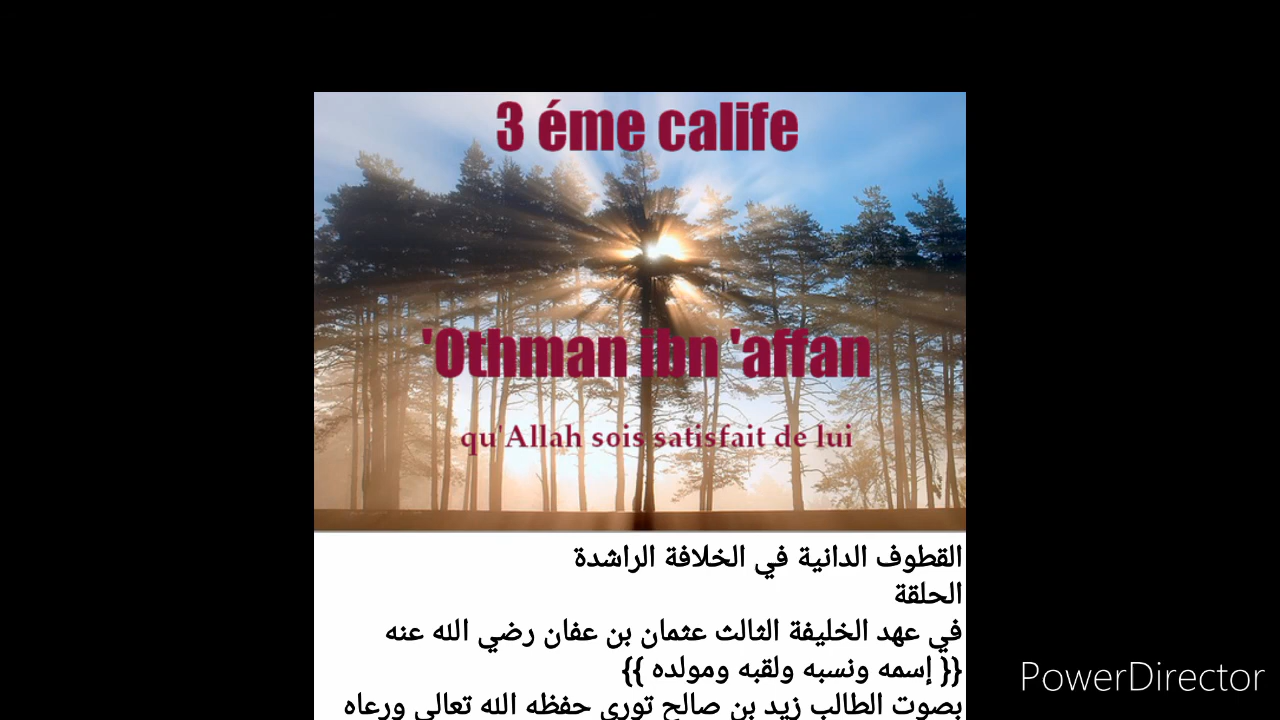 3 éme calife
'Othman ibn 'affan
qu'Allah sois satisfait de lui
القطوف الدانية في الخلافة الراشدة
الحلقة
في عهد الخليفة الثالث عثمان بن عفان رضي الله عنه
{{ إسمه ونسبه ولقبه ومولده }}
بصوت الطالب زيد بن صالح توري حفظه الله تعالى ورعاه
PowerDirector